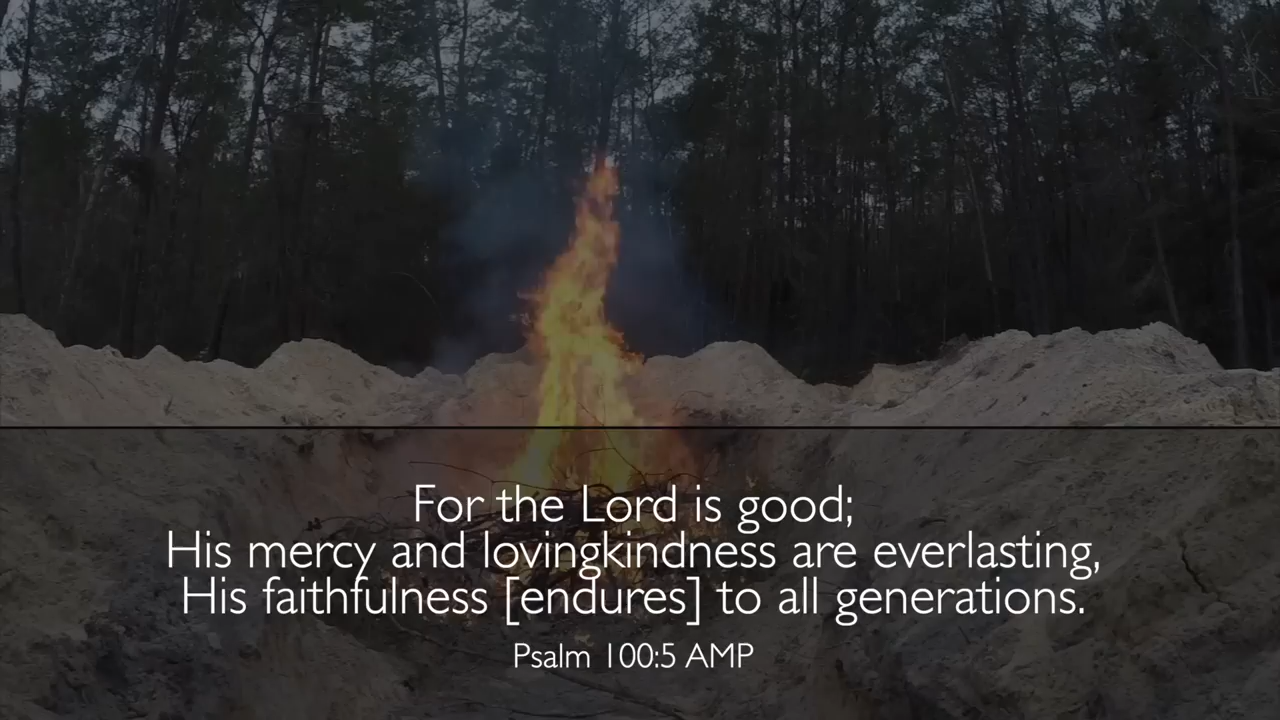 For the Lord is good;
His mercy and lovingkindness are everlasting,
His faithfulness [endures] to all generations.
Psalm 100:5 AMP